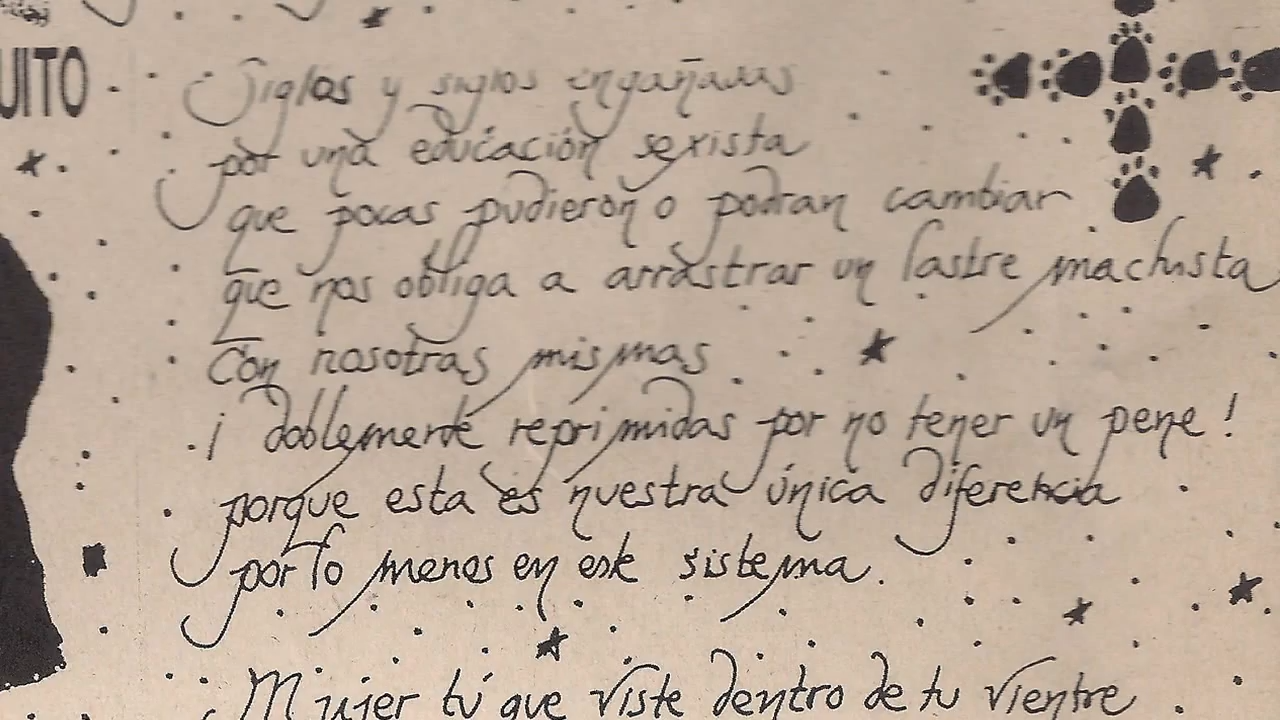 UITO
Siglos y siglos engañadas
por una educación sexista
que pocas pudieron o podran cambiar
que nos obliga a arrastrar un lastre machista
Con nosotras mismas
¡ doblemente reprimidas por no tener un pene !
porque esta es nuestra única diferencia
por lo menos en este sistema.
Mujer tú que viste dentro de tu vientre